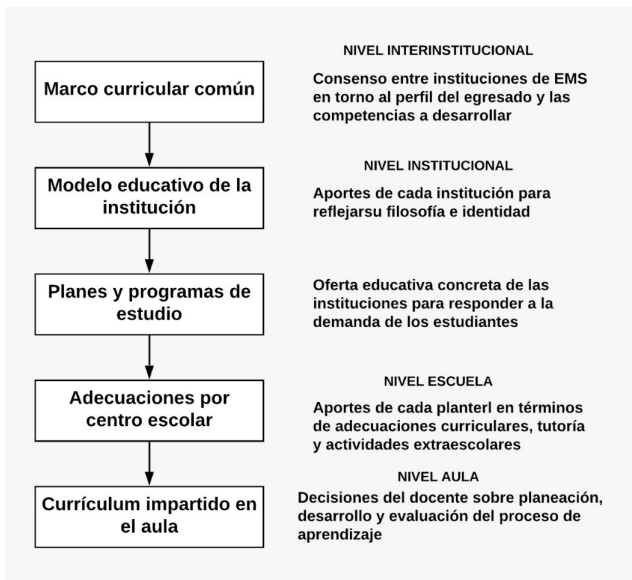 NIVEL INTERINSTITUCIONAL
Marco curricular común
Consenso entre instituciones de EMS
en torno al perfil del egresado y las
competencias a desarrollar
NIVEL INSTITUCIONAL
Modelo educativo de la
institución
Aportes de cada institución para
reflejarsu filosofía e identidad
Planes y programas de
estudio
Oferta educativa concreta de las
instituciones para responder a la
demanda de los estudiantes
NIVEL ESCUELA
Adecuaciones por
centro escolar
Aportes de cada planterl en términos
de adecuaciones curriculares, tutoría
y actividades extraescolares
NIVEL AULA
Currículum impartido en
el aula
Decisiones del docente sobre planeación,
desarrollo y evaluación del proceso de
aprendizaje